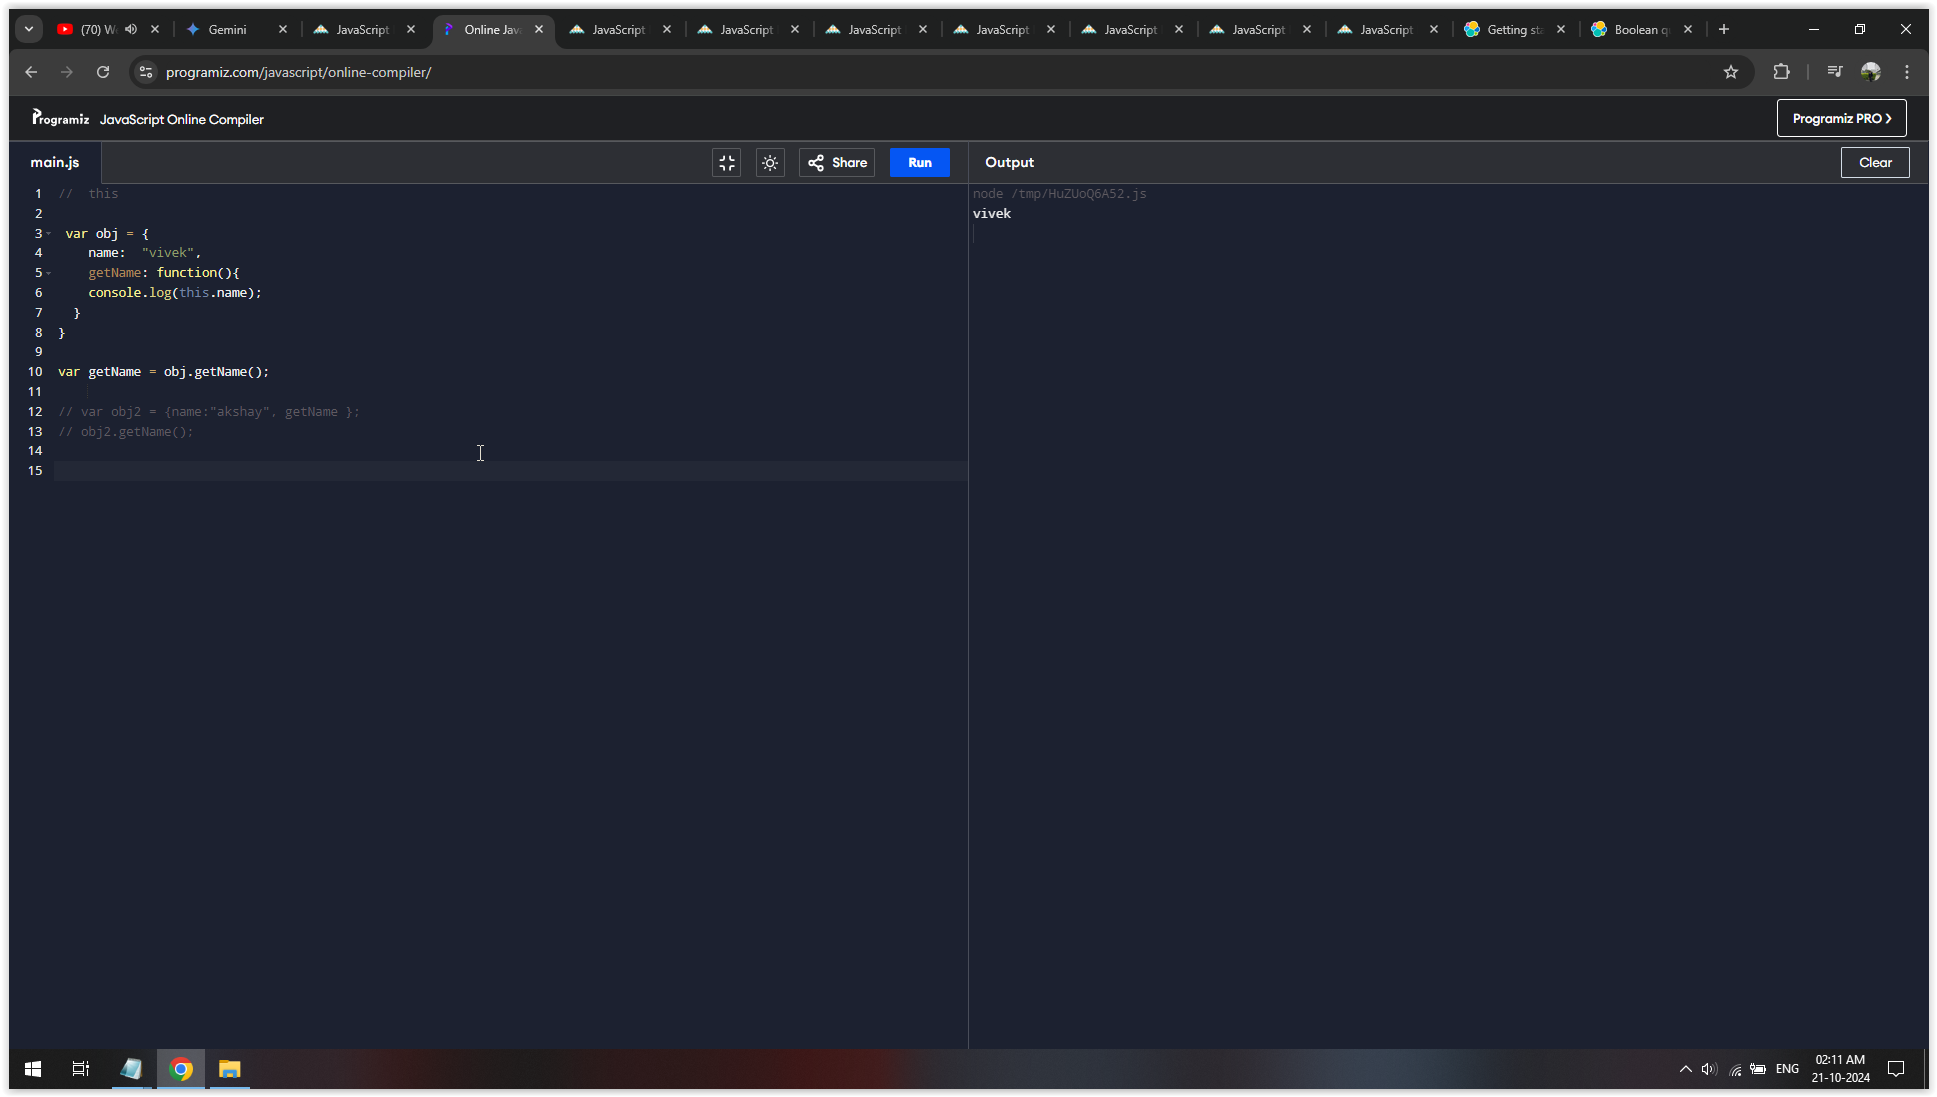 (70) W
Gemini
JavaScript
Online Jav
JavaScript
JavaScript
JavaScript
JavaScript
JavaScript
JavaScript
JavaScript
Getting sta
Boolean q
programiz.com/javascript/online-compiler/
Programiz JavaScript Online Compiler
Programiz PRO
main.js
Share
Run
Output
Clear
1 //  this
2
3  var obj = {
4     name:  "vivek",
5     getName: function(){
6     console.log(this.name);
7   }
8 }
9
10 var getName = obj.getName();
11
12 // var obj2 = {name:"akshay", getName };
13 // obj2.getName();
14
15
node /tmp/HuZUoQ6A52.js
vivek
ENG
02:11 AM
21-10-2024